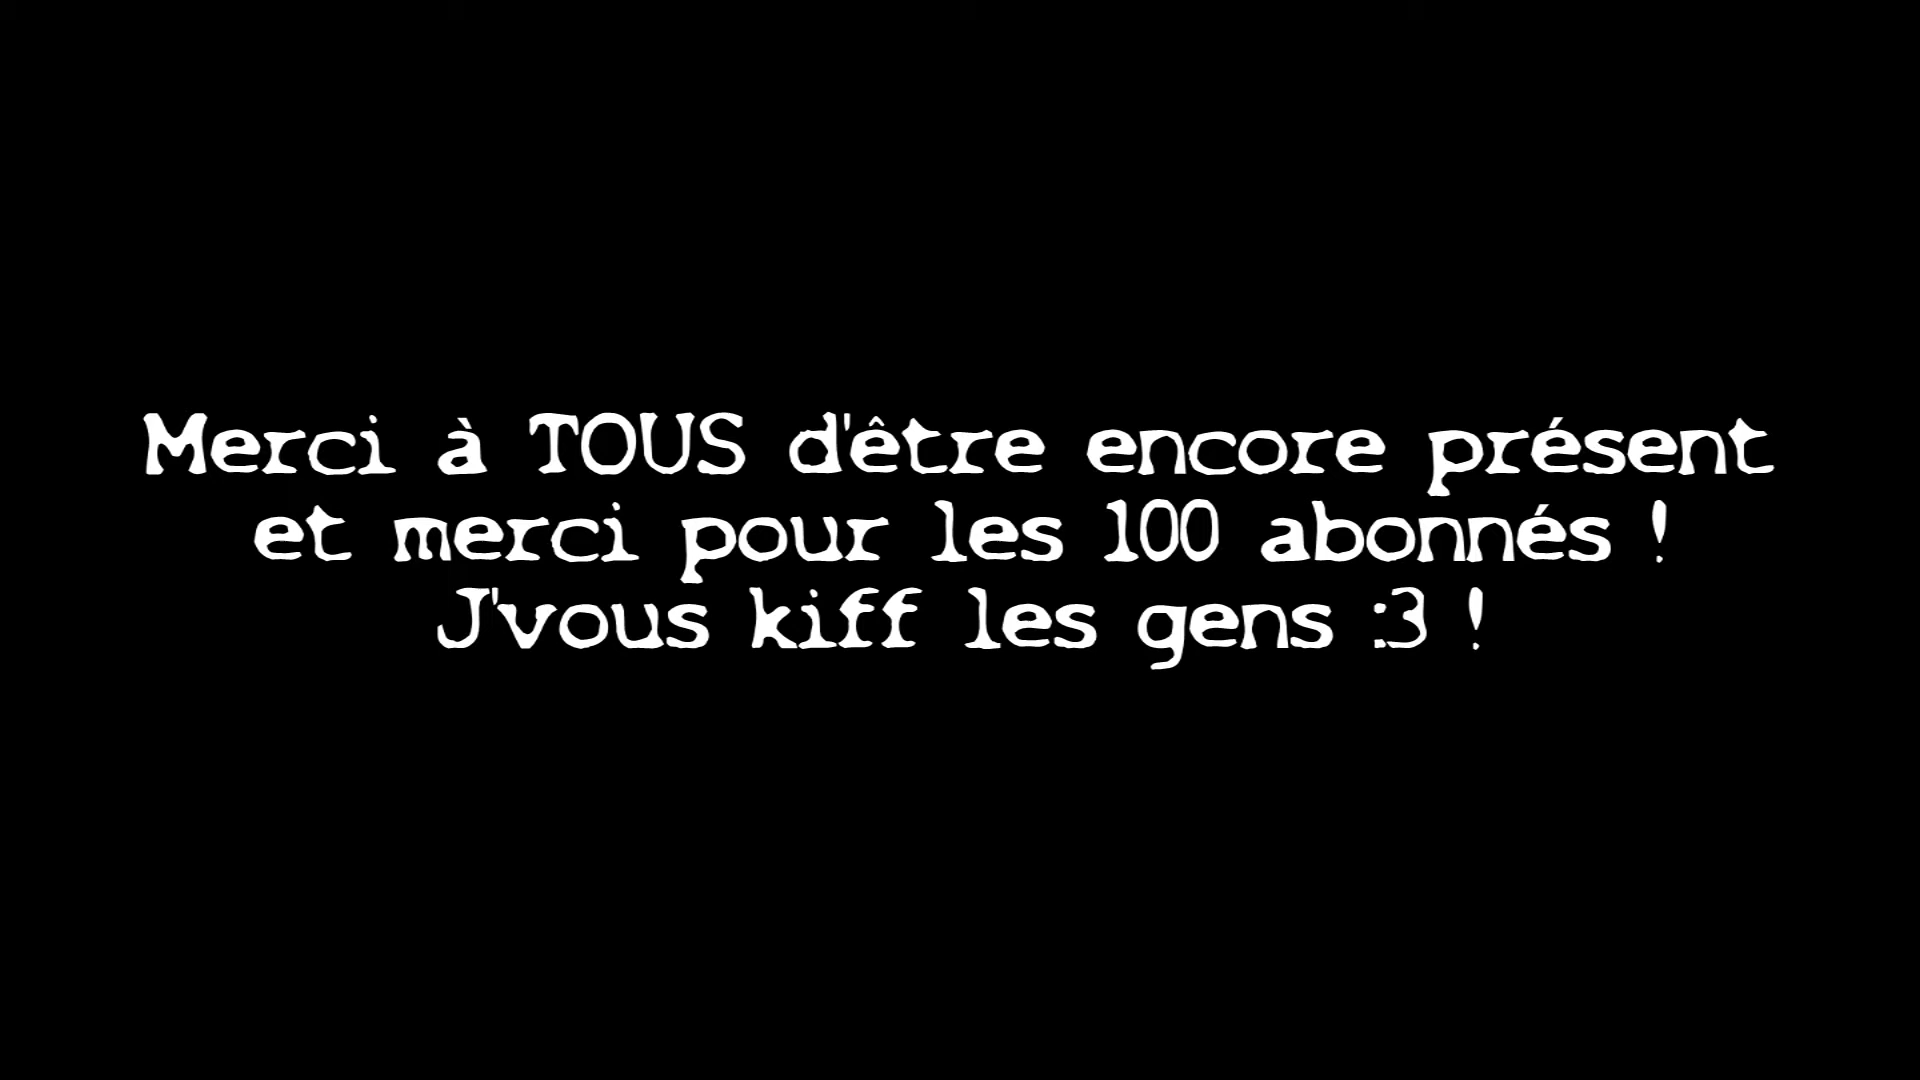 Merci à TOUS d'être encore présent
et merci pour les 100 abonnés !
J'vous kiff les gens :3 !